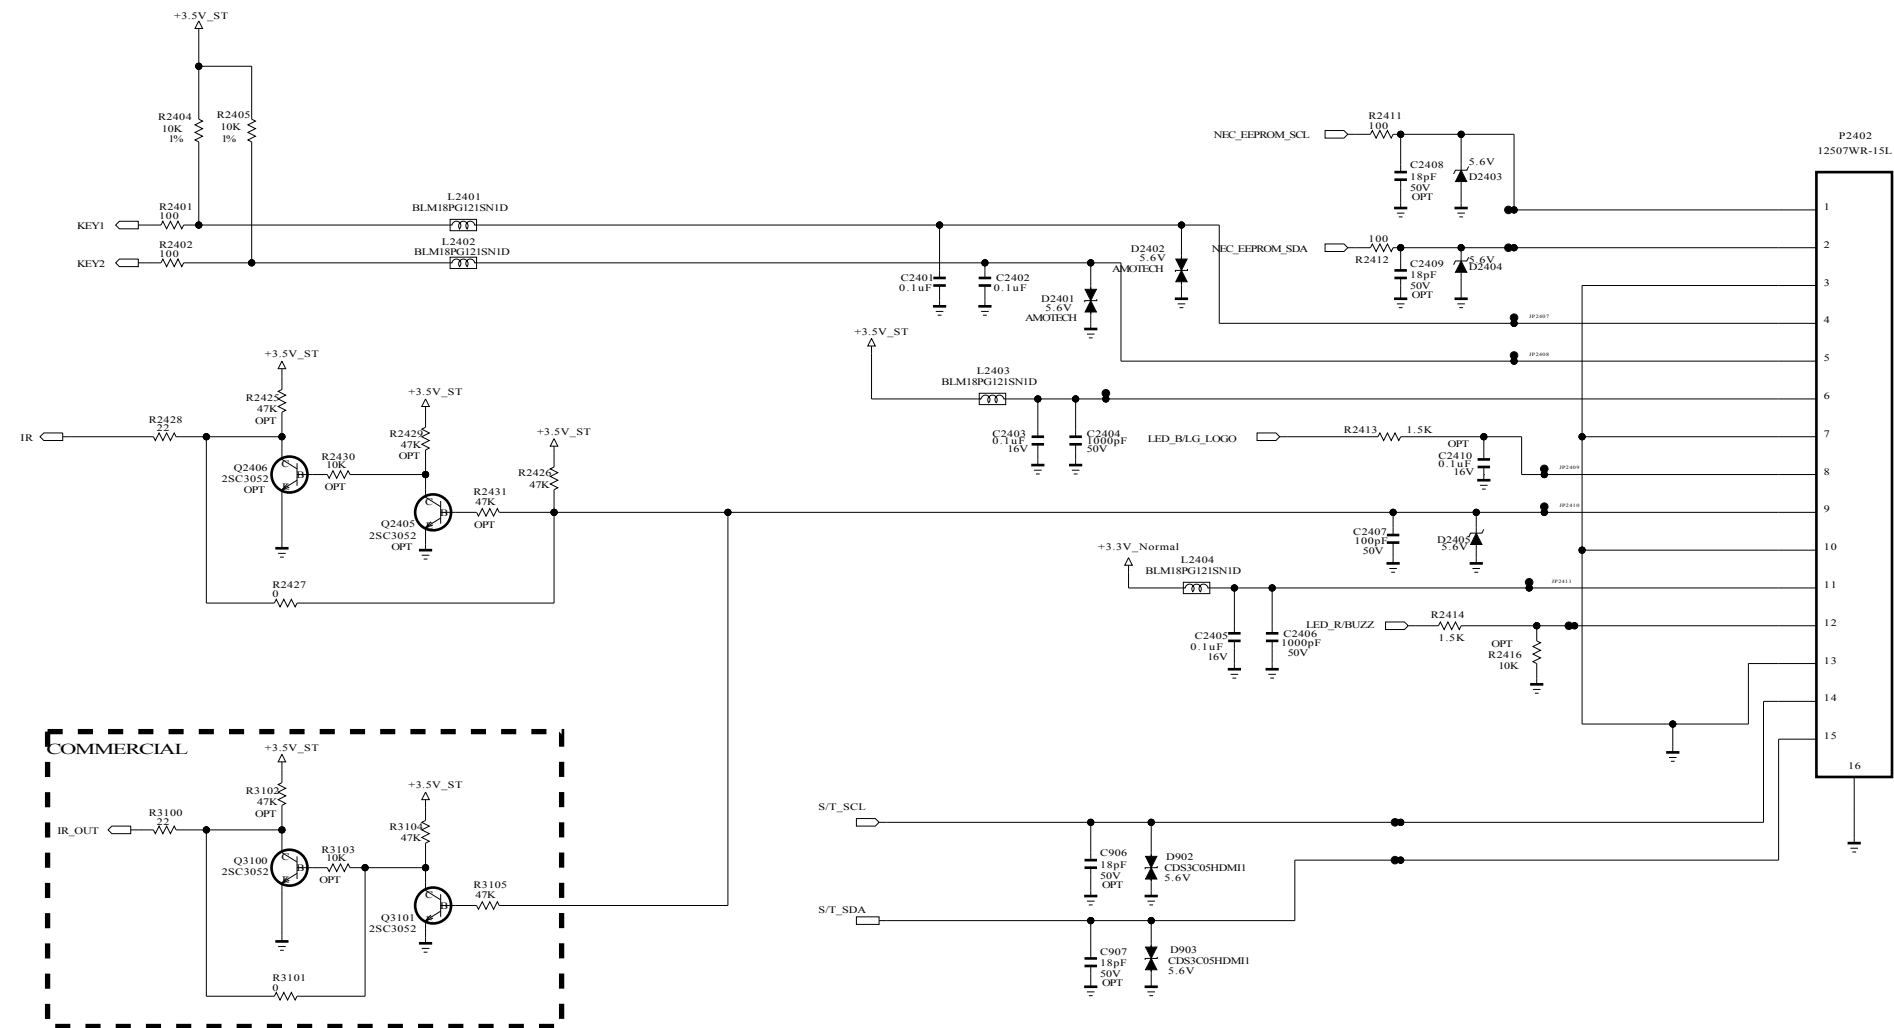 +3.5V_ST
R2404
10K
1%
R2405
10K
1%
R2401
100
KEY1
R2402
100
KEY2
L2401
BLM18PG121SN1D
L2402
BLM18PG121SN1D
C2401
0.1uF
C2402
0.1uF
D2401
5.6V
AMOTECH
D2402
5.6V
AMOTECH
NEC_EEPROM_SCL
R2411
100
C2408
18pF
50V
OPT
5.6V
D2403
NEC_EEPROM_SDA
100
R2412
C2409
18pF
50V
OPT
5.6V
D2404
P2402
12507WR-15L
1
2
3
4
5
6
7
8
9
10
11
12
13
14
15
16
JP2407
JP2408
+3.5V_ST
L2403
BLM18PG121SN1D
C2403
0.1uF
16V
C2404
1000pF
50V
LED_B/LG_LOGO
R2413
1.5K
OPT
C2410
0.1uF
16V
JP2409
JP2410
C2407
100pF
50V
D2405
5.6V
+3.3V_Normal
L2404
BLM18PG121SN1D
JP2411
C2405
0.1uF
16V
C2406
1000pF
50V
LED_R/BUZZ
R2414
1.5K
OPT
R2416
10K
+3.5V_ST
R2425
47K
OPT
IR
R2428
22
Q2406
2SC3052
OPT
C
B
E
R2430
10K
OPT
+3.5V_ST
R2429
47K
OPT
Q2405
2SC3052
OPT
C
B
E
R2431
47K
OPT
+3.5V_ST
R2426
47K
R2427
0
COMMERCIAL
+3.5V_ST
R3102
47K
OPT
IR_OUT
R3100
22
Q3100
2SC3052
C
B
E
R3103
10K
OPT
+3.5V_ST
R3104
47K
Q3101
2SC3052
C
B
E
R3105
47K
R3101
0
S/T_SCL
C906
18pF
50V
OPT
D902
CDS3C05HDMI1
5.6V
S/T_SDA
C907
18pF
50V
OPT
D903
CDS3C05HDMI1
5.6V